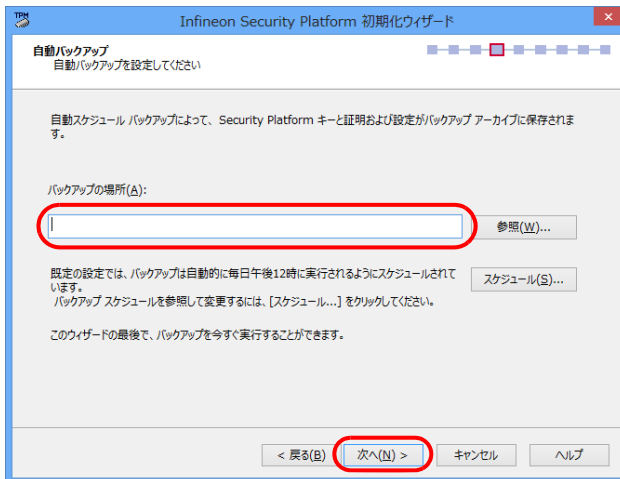 TPM
Infineon Security Platform 初期化ウィザード
自動バックアップ
自動バックアップを設定してください
自動スケジュール バックアップによって、Security Platform キーと証明および設定がバックアップ アーカイブに保存されま
す。
バックアップの場所(A):
参照(W)...
既定の設定では、バックアップは自動的に毎日午後12時に実行されるようにスケジュールされて
います。
スケジュール(S)...
バックアップ スケジュールを参照して変更するには、[スケジュール...] をクリックしてください。
このウィザードの最後で、バックアップを今すぐ実行することができます。
< 戻る(B)
次へ(N) >
キャンセル
ヘルプ